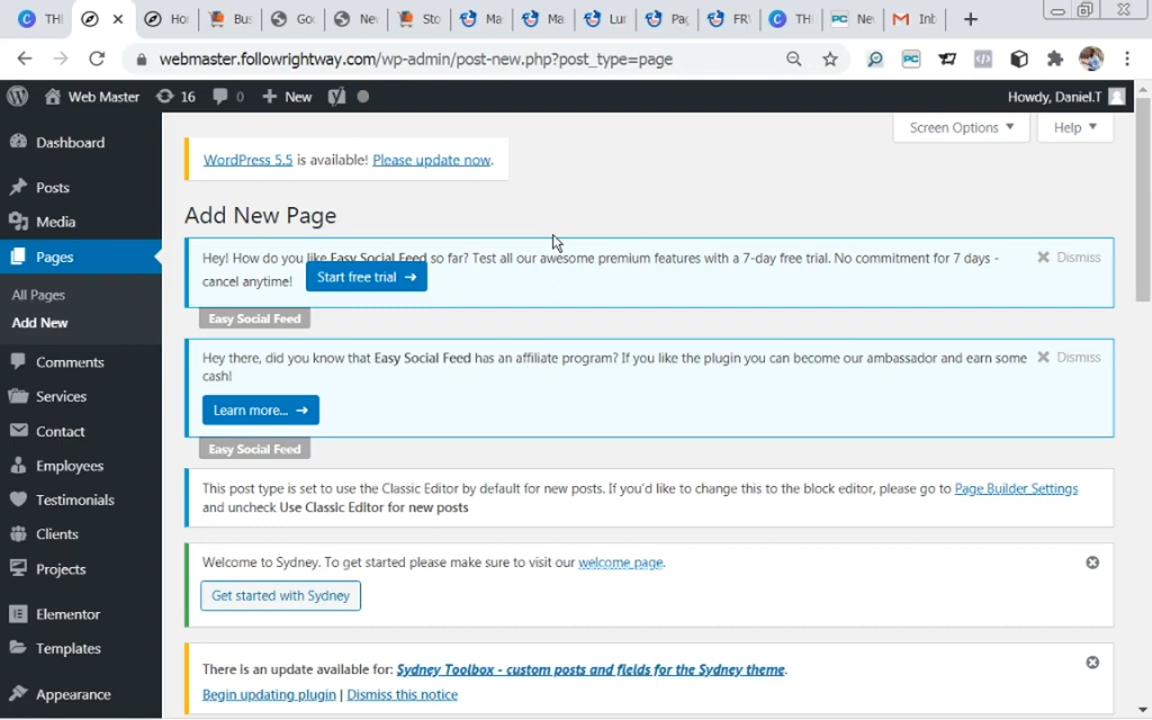 TH
Ho
Bus
Go
Ne
Sto
Ma
Ma
Lur
Pag
FR
TH
PC Ne
Inb
webmaster.followrightway.com/wp-admin/post-new.php?post_type=page
PC
Web Master
16
0
New
Howdy, Daniel.T
Screen Options
Help
Dashboard
Posts
Media
Pages
All Pages
Add New
Comments
Services
Contact
Employees
Testimonials
Clients
Projects
Elementor
Templates
Appearance
WordPress 5.5 is available! Please update now.
Add New Page
Hey! How do you like Easy Social Feed so far? Test all our awesome premium features with a 7-day free trial. No commitment for 7 days -
cancel anytime! Start free trial →
Dismiss
Easy Social Feed
Hey there, did you know that Easy Social Feed has an affiliate program? If you like the plugin you can become our ambassador and earn some
cash!
Dismiss
Learn more... →
Easy Social Feed
This post type is set to use the Classic Editor by default for new posts. If you'd like to change this to the block editor, please go to Page Builder Settings
and uncheck Use Classic Editor for new posts
Welcome to Sydney. To get started please make sure to visit our welcome page.
Get started with Sydney
There is an update available for: Sydney Toolbox - custom posts and fields for the Sydney theme.
Begin updating plugin | Dismiss this notice